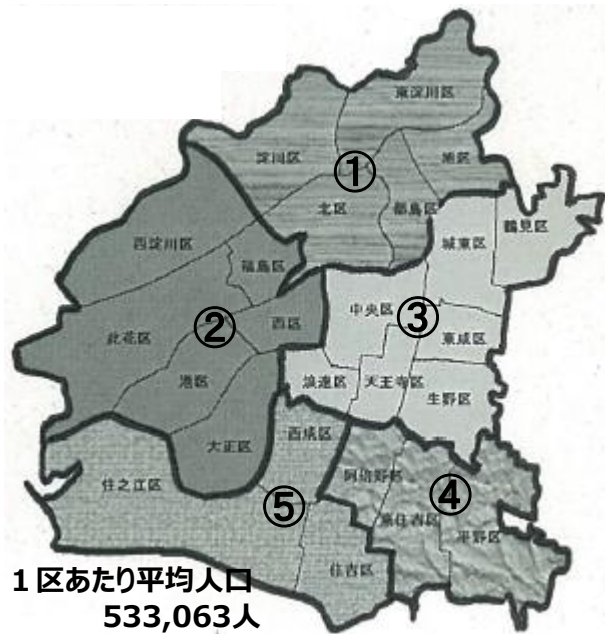 東淀川区
淀川区
旭区
①
北区
都島区
鶴見区
城東区
西淀川区
福島区
中央区
③
西区
②
此花区
東成区
港区
浪速区
天王寺区
生野区
大正区
西成区
阿倍野区
住之江区
④
⑤
東住吉区
平野区
住吉区
1区あたり平均人口
533,063人